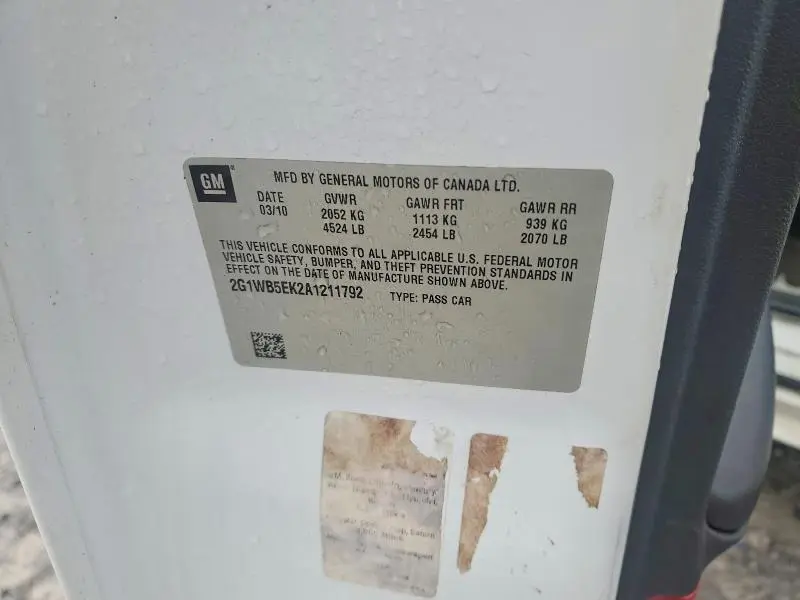 GM
MFD BY GENERAL MOTORS OF CANADA LTD.
DATE GVWR GAWR FRT GAWR RR
03/10 2052 KG 1113 KG 939 KG
4524 LB 2454 LB 2070 LB
THIS VEHICLE CONFORMS TO ALL APPLICABLE U.S. FEDERAL MOTOR
VEHICLE SAFETY, BUMPER, AND THEFT PREVENTION STANDARDS IN
EFFECT ON THE DATE OF MANUFACTURE SHOWN ABOVE.
2G1WB5EK2A1211792 TYPE: PASS CAR